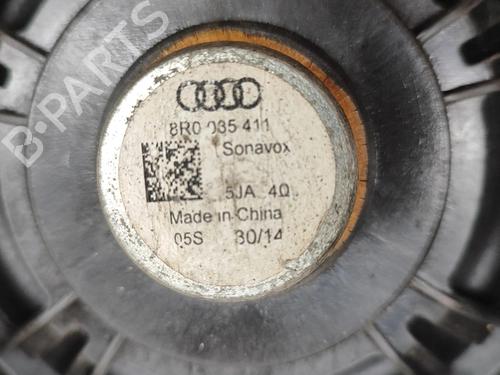 B-PARTS
8R0 035 411
Sonavox
5JA 4Ω
Made in China
05S 30/14